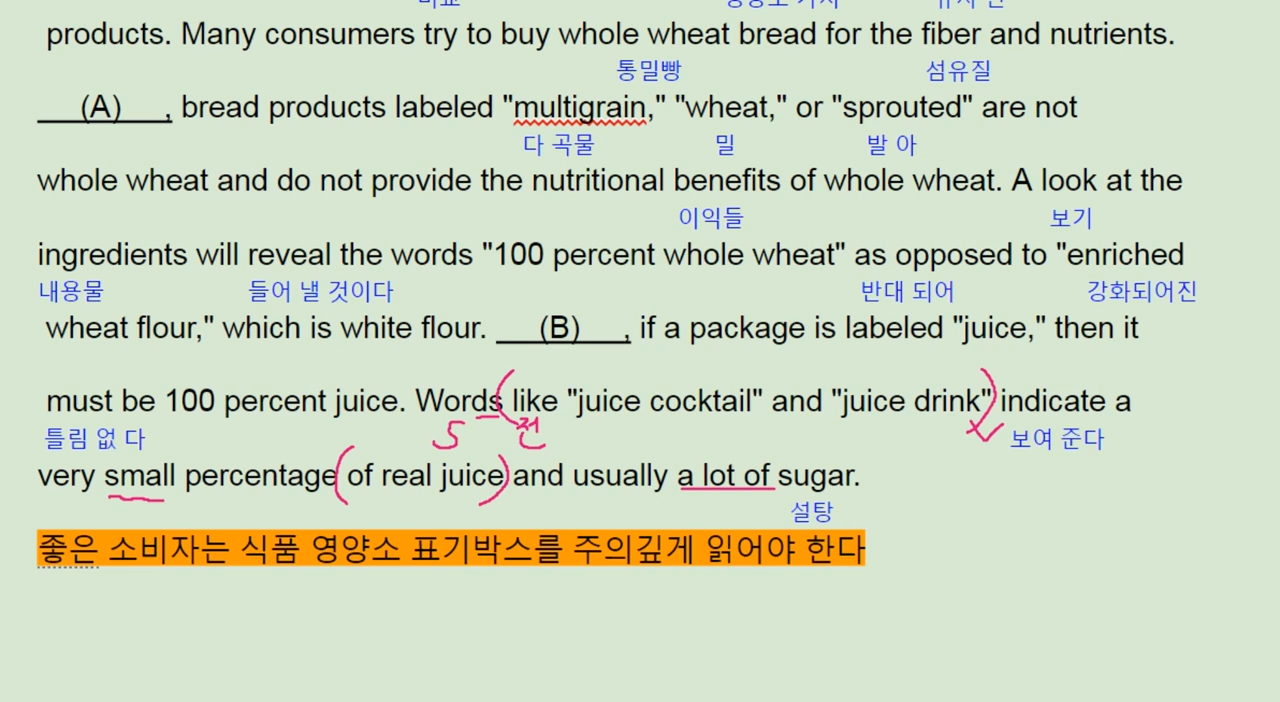 products. Many consumers try to buy whole wheat bread for the fiber and nutrients.
통밀빵 섬유질
(A) , bread products labeled "multigrain," "wheat," or "sprouted" are not
다 곡물 밀 발 아
whole wheat and do not provide the nutritional benefits of whole wheat. A look at the
이익들 보기
ingredients will reveal the words "100 percent whole wheat" as opposed to "enriched
내용물 들어 낼 것이다 반대 되어 강화되어진
wheat flour," which is white flour. (B) , if a package is labeled "juice," then it
must be 100 percent juice. Words (like "juice cocktail" and "juice drink") indicate a
틀림 없 다 S 전 보여 준다
very small percentage (of real juice) and usually a lot of sugar.
설탕
좋은 소비자는 식품 영양소 표기박스를 주의깊게 읽어야 한다